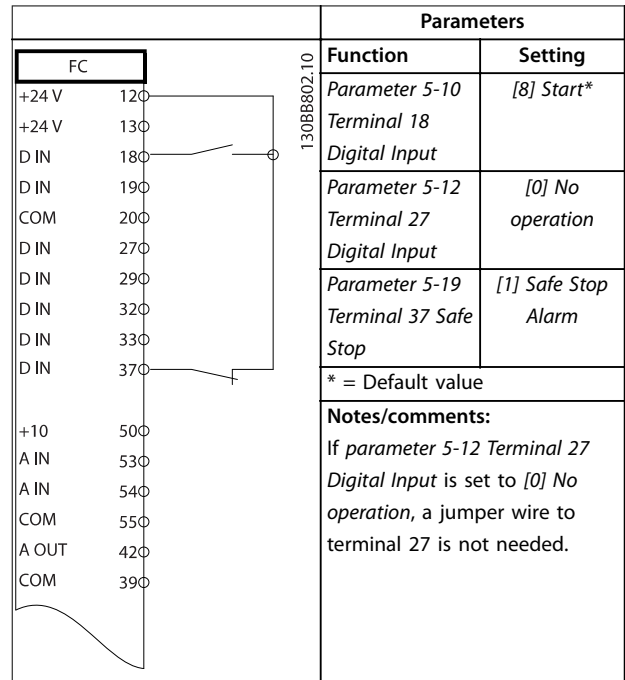 Parameters
FC
130BB802.10
Function Setting
+24 V 12
+24 V 13
D IN 18
D IN 19
COM 20
D IN 27
D IN 29
D IN 32
D IN 33
D IN 37
+10 50
A IN 53
A IN 54
COM 55
A OUT 42
COM 39
Parameter 5-10 [8] Start*
Terminal 18
Digital Input
Parameter 5-12 [0] No
Terminal 27 operation
Digital Input
Parameter 5-19 [1] Safe Stop
Terminal 37 Safe Alarm
Stop
* = Default value
Notes/comments:
If parameter 5-12 Terminal 27
Digital Input is set to [0] No
operation, a jumper wire to
terminal 27 is not needed.